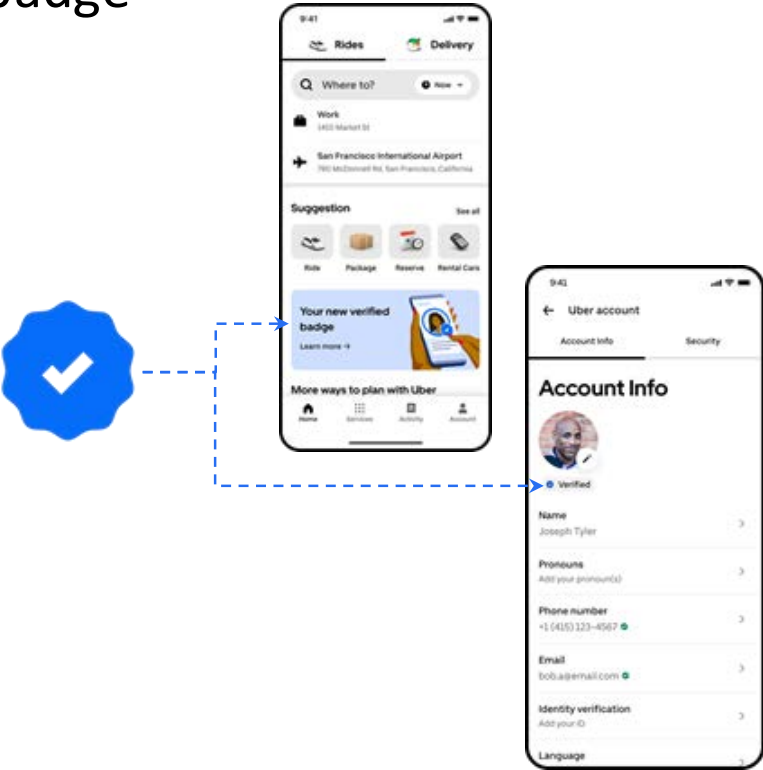 badge
9:41
Rides
Delivery
Where to?
Now
Work
1455 Market St
San Francisco International Airport
780 McDonnell Rd, San Francisco, California
Suggestion
See all
Ride
Package
Reserve
Rental Cars
Your new verified
badge
Learn more →
More ways to plan with Uber
Home
Services
Activity
Account
9:41
← Uber account
Account Info
Security
Account Info
Verified
Name
Joseph Tyler
Pronouns
Add your pronoun(s)
Phone number
+1 (415) 123-4567
Email
bob.a@email.com
Identity verification
Add your ID
Language